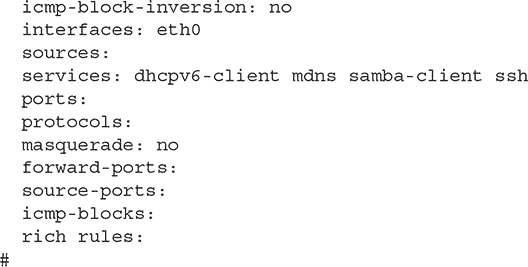 icmp-block-inversion: no
interfaces: eth0
sources:
services: dhcpv6-client mdns samba-client ssh
ports:
protocols:
masquerade: no
forward-ports:
source-ports:
icmp-blocks:
rich rules:
#